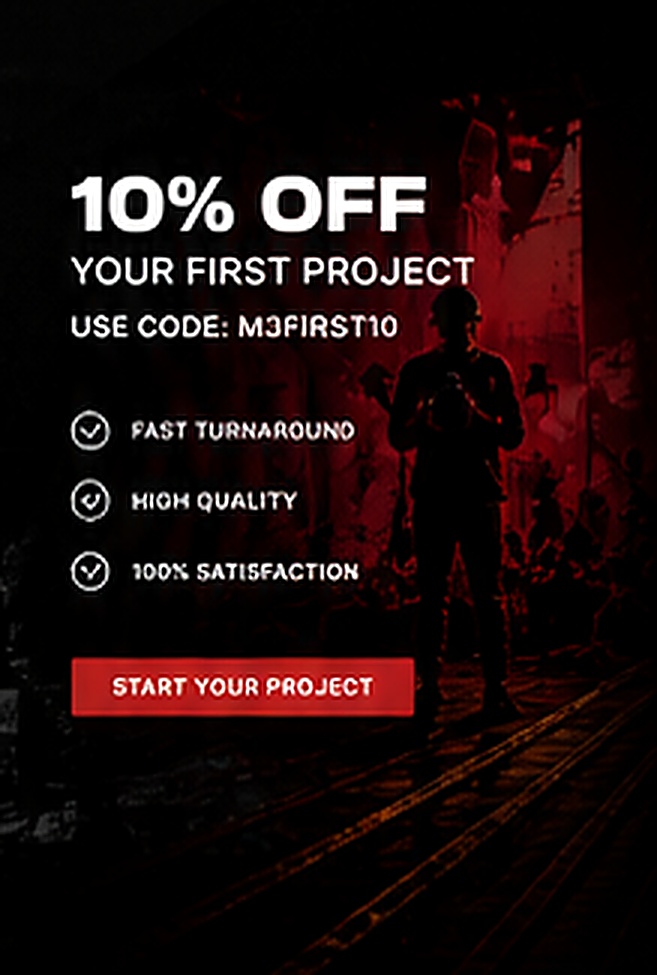 10% OFF
YOUR FIRST PROJECT
USE CODE: M3FIRST10
FAST TURNAROUND
HIGH QUALITY
100% SATISFACTION
START YOUR PROJECT